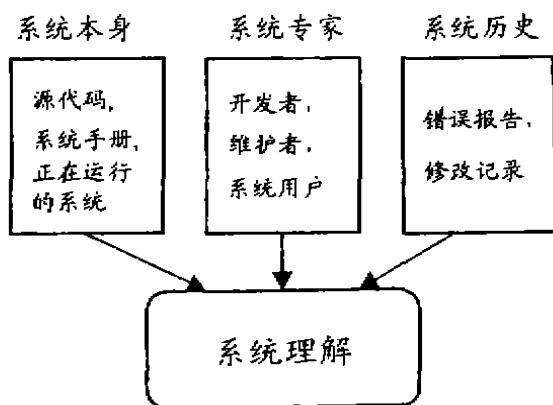 系统本身
系统专家
系统历史
源代码,
系统手册,
正在运行
的系统
开发者,
维护者,
系统用户
错误报告,
修改记录
系统理解